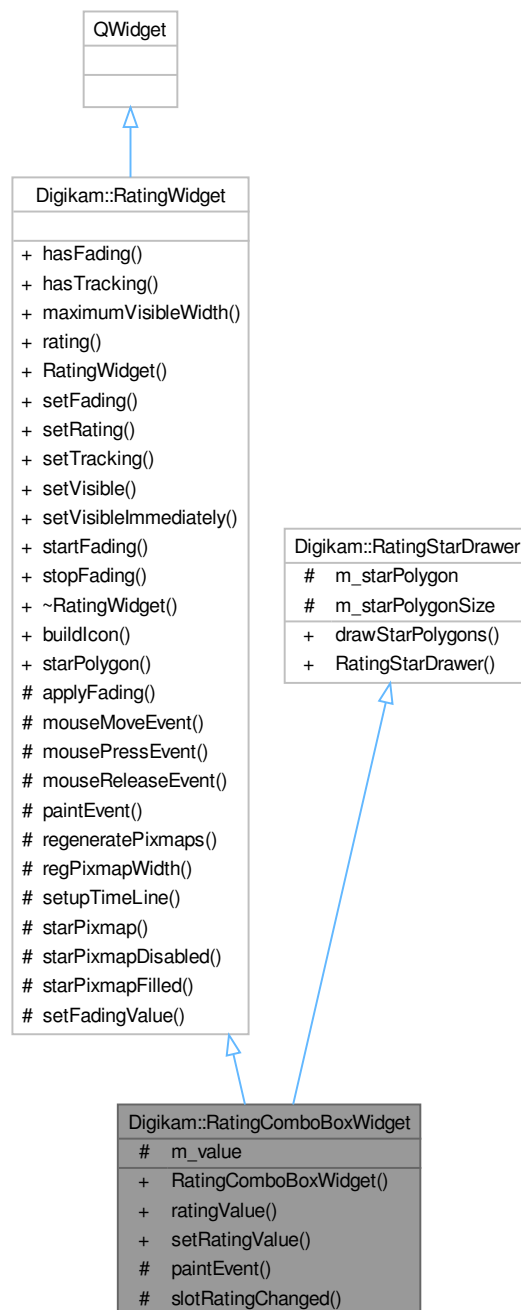 QWidget
Digikam::RatingWidget
+ hasFading()
+ hasTracking()
+ maximumVisibleWidth()
+ rating()
+ RatingWidget()
+ setFading()
+ setRating()
+ setTracking()
+ setVisible()
+ setVisibleImmediately()
+ startFading()
+ stopFading()
+ ~RatingWidget()
+ buildIcon()
+ starPolygon()
# applyFading()
# mouseMoveEvent()
# mousePressEvent()
# mouseReleaseEvent()
# paintEvent()
# regeneratePixmaps()
# regPixmapWidth()
# setupTimeLine()
# starPixmap()
# starPixmapDisabled()
# starPixmapFilled()
# setFadingValue()
Digikam::RatingStarDrawer
# m_starPolygon
# m_starPolygonSize
+ drawStarPolygons()
+ RatingStarDrawer()
Digikam::RatingComboBoxWidget
# m_value
+ RatingComboBoxWidget()
+ ratingValue()
+ setRatingValue()
# paintEvent()
# slotRatingChanged()